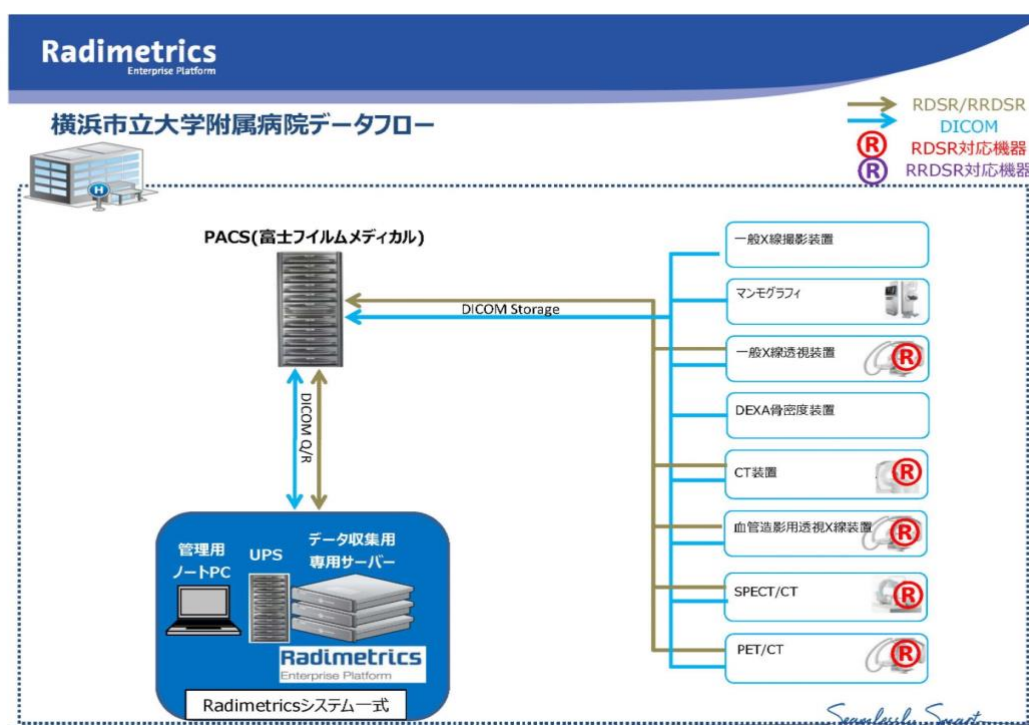 Radimetrics
Enterprise Platform
横浜市立大学附属病院データフロー
RDSR/RRDSR
DICOM
R RDSR対応機器
R RRDSR対応機器
H
PACS(富士フイルムメディカル)
DICOM Storage
DICOM Q/R
一般X線撮影装置
マンモグラフィ
一般X線透視装置
R
DEXA骨密度装置
CT装置
R
血管造影用透視X線装置
R
SPECT/CT
R
PET/CT
R
管理用
ノートPC
UPS
データ収集用
専用サーバー
Radimetrics
Enterprise Platform
Radimetricsシステム一式
Seamlessly Smart